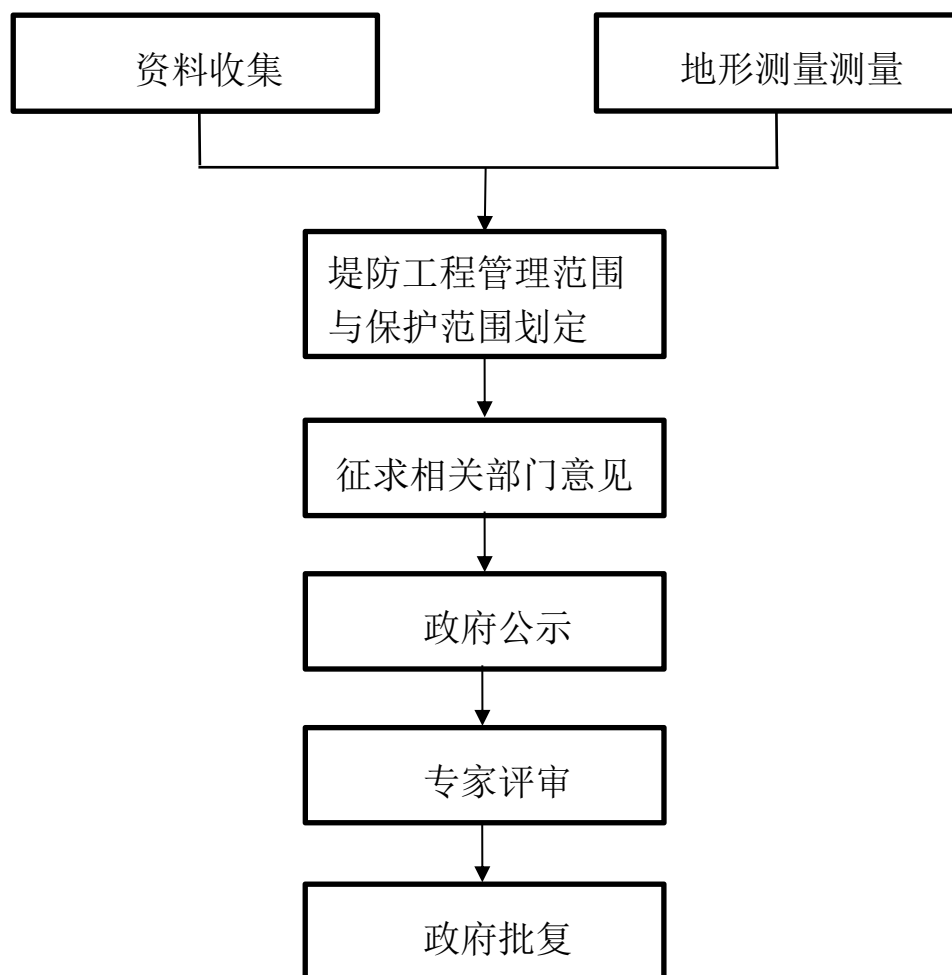 资料收集
地形测量测量
堤防工程管理范围
与保护范围划定
征求相关部门意见
政府公示
专家评审
政府批复